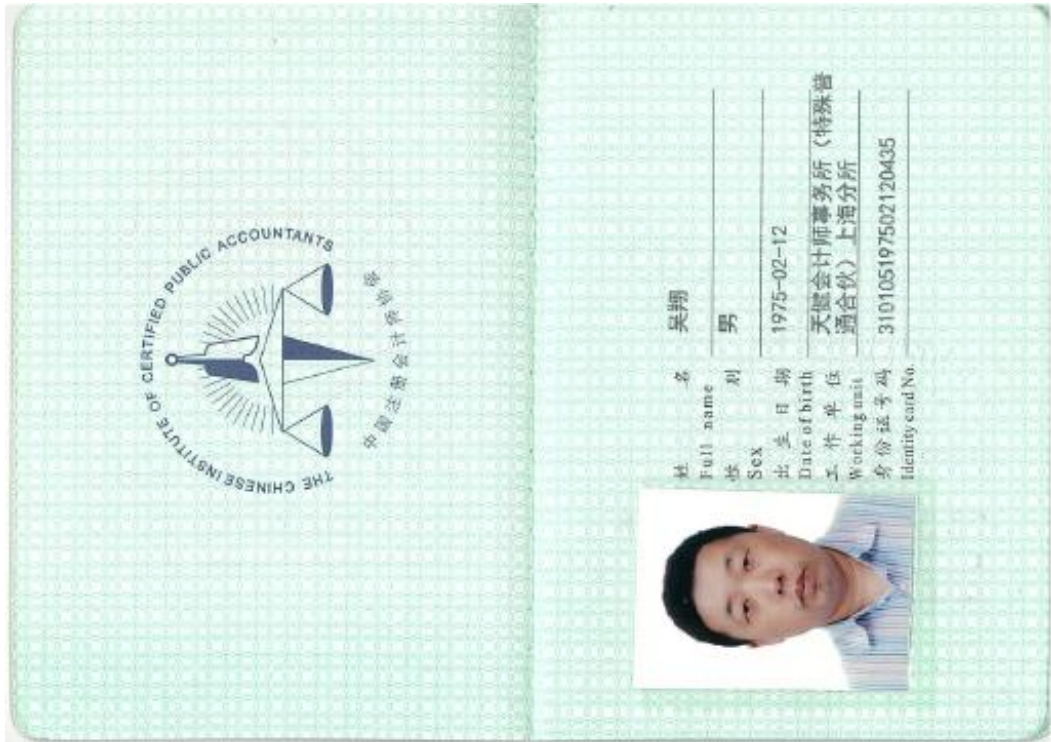 THE CHINESE INSTITUTE OF CERTIFIED PUBLIC ACCOUNTANTS
中国注册会计师协会
姓 名 吴翔
Full name
性 别 男
Sex
出 生 日 期 1975-02-12
Date of birth
工 作 单 位 天健会计师事务所（特殊普
Working unit 通合伙）上海分所
身份证号码 310105197502120435
Identity card No.